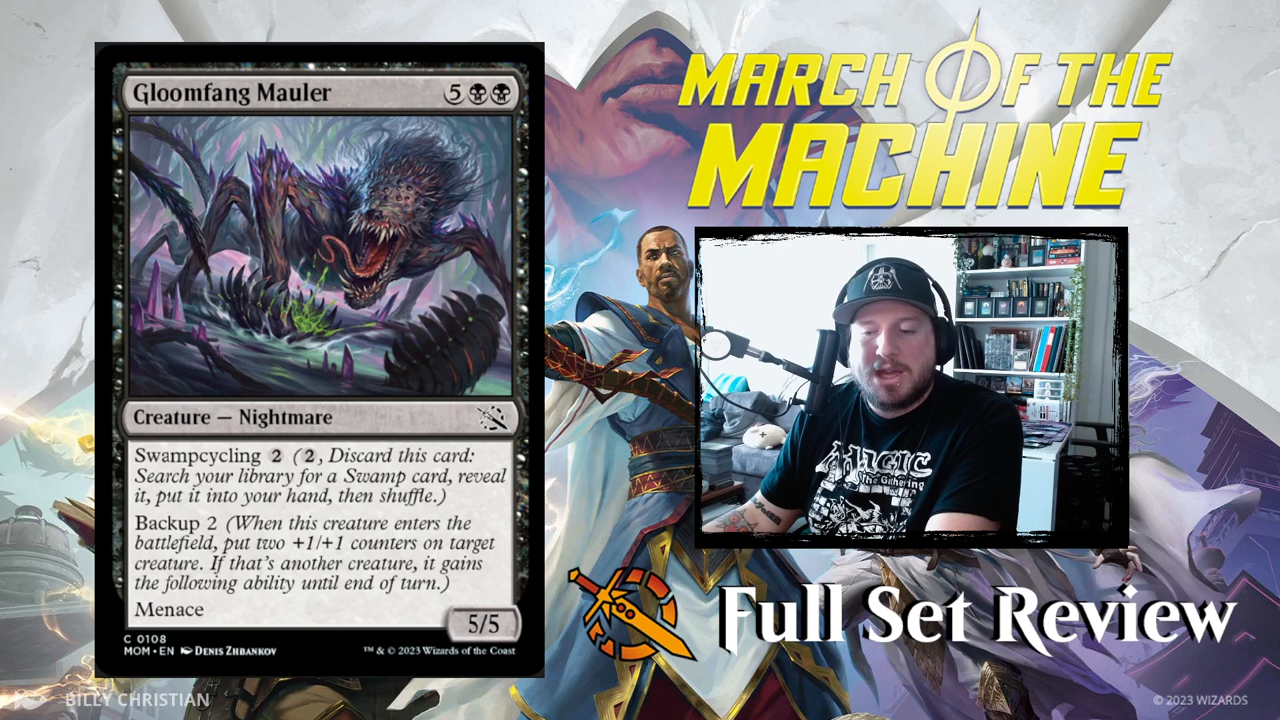 Gloomfang Mauler 5
Creature — Nightmare
Swampcycling 2 (2, Discard this card:
Search your library for a Swamp card, reveal
it, put it into your hand, then shuffle.)
Backup 2 (When this creature enters the
battlefield, put two +1/+1 counters on target
creature. If that's another creature, it gains
the following ability until end of turn.)
Menace
5/5
C 0108
MOM • EN DENIS ZHBANKOV
™ & © 2023 Wizards of the Coast
MARCH OF THE
MACHINE
MAGIC
the Gathering
Full Set Review
BILLY CHRISTIAN
© 2023 WIZARDS